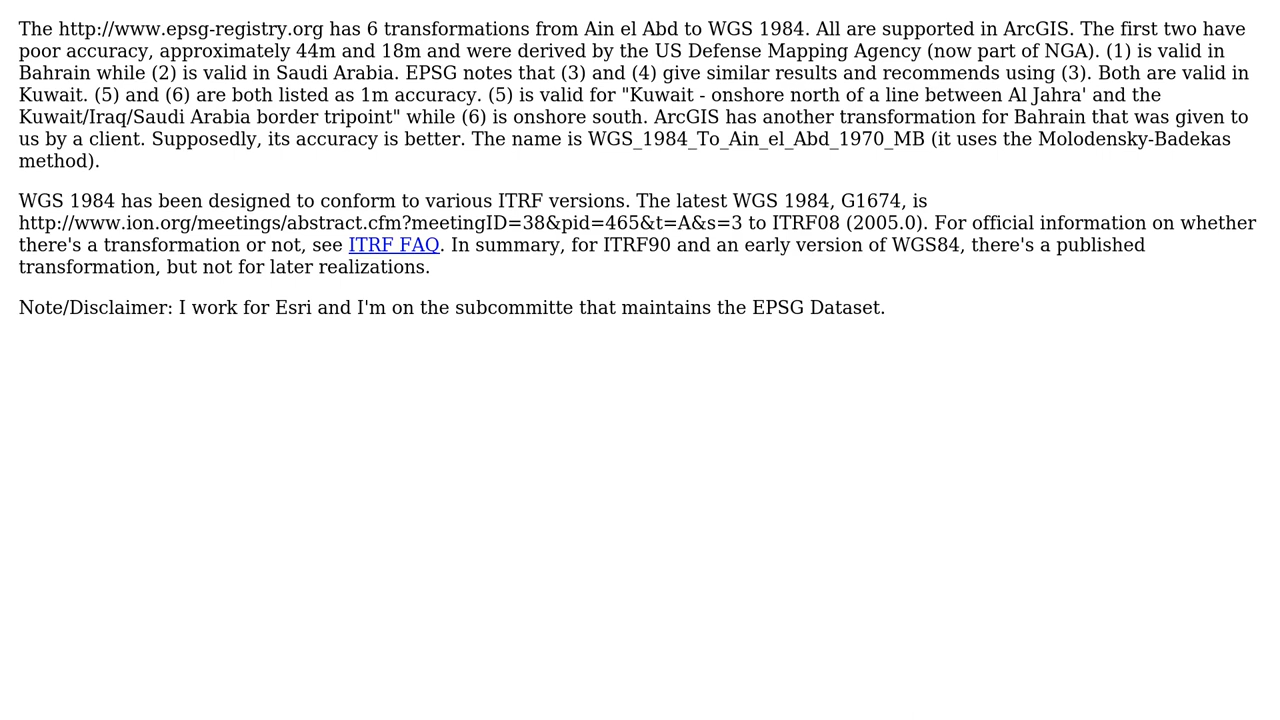 The http://www.epsg-registry.org has 6 transformations from Ain el Abd to WGS 1984. All are supported in ArcGIS. The first two have
poor accuracy, approximately 44m and 18m and were derived by the US Defense Mapping Agency (now part of NGA). (1) is valid in
Bahrain while (2) is valid in Saudi Arabia. EPSG notes that (3) and (4) give similar results and recommends using (3). Both are valid in
Kuwait. (5) and (6) are both listed as 1m accuracy. (5) is valid for "Kuwait - onshore north of a line between Al Jahra' and the
Kuwait/Iraq/Saudi Arabia border tripoint" while (6) is onshore south. ArcGIS has another transformation for Bahrain that was given to
us by a client. Supposedly, its accuracy is better. The name is WGS_1984_To_Ain_el_Abd_1970_MB (it uses the Molodensky-Badekas
method).
WGS 1984 has been designed to conform to various ITRF versions. The latest WGS 1984, G1674, is
http://www.ion.org/meetings/abstract.cfm?meetingID=38&pid=465&t=A&s=3 to ITRF08 (2005.0). For official information on whether
there's a transformation or not, see ITRF FAQ. In summary, for ITRF90 and an early version of WGS84, there's a published
transformation, but not for later realizations.
Note/Disclaimer: I work for Esri and I'm on the subcommitte that maintains the EPSG Dataset.